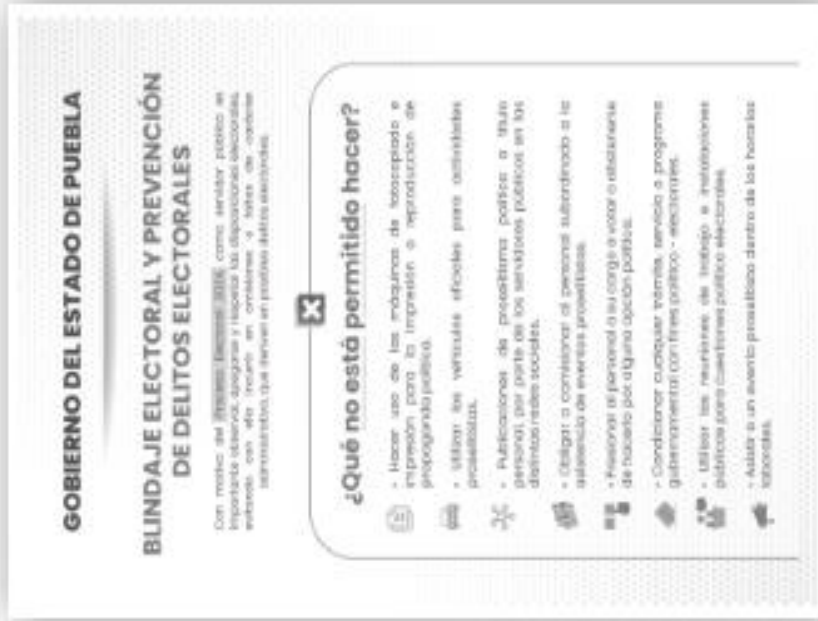 GOBIERNO DEL ESTADO DE PUEBLA
BLINDAJE ELECTORAL Y PREVENCIÓN
DE DELITOS ELECTORALES
Con motivo del Proceso Electoral, como servidor público es
importante observar, apegarse y respetar las disposiciones electorales,
evitando con ello incurrir en omisiones o faltas de carácter
administrativo, que deriven en posibles delitos electorales.
¿Qué no está permitido hacer?
• Hacer uso de las máquinas de fotocopiado e
impresión para la impresión o reproducción de
propaganda política.
• Utilizar los vehículos oficiales para actividades
proselitistas.
• Publicaciones de proselitismo político a título
personal, por parte de los servidores públicos en las
distintas redes sociales.
• Obligar o comisionar al personal subordinado a la
asistencia de eventos proselitistas.
• Presionar al personal a su cargo a votar o abstenerse
de hacerlo por alguna opción política.
• Condicionar cualquier trámite, servicio o programa
gubernamental con fines político - electorales.
• Utilizar las reuniones de trabajo e instalaciones
públicas para cuestiones político electorales.
• Asistir a un evento proselitista dentro de los horarios
laborales.